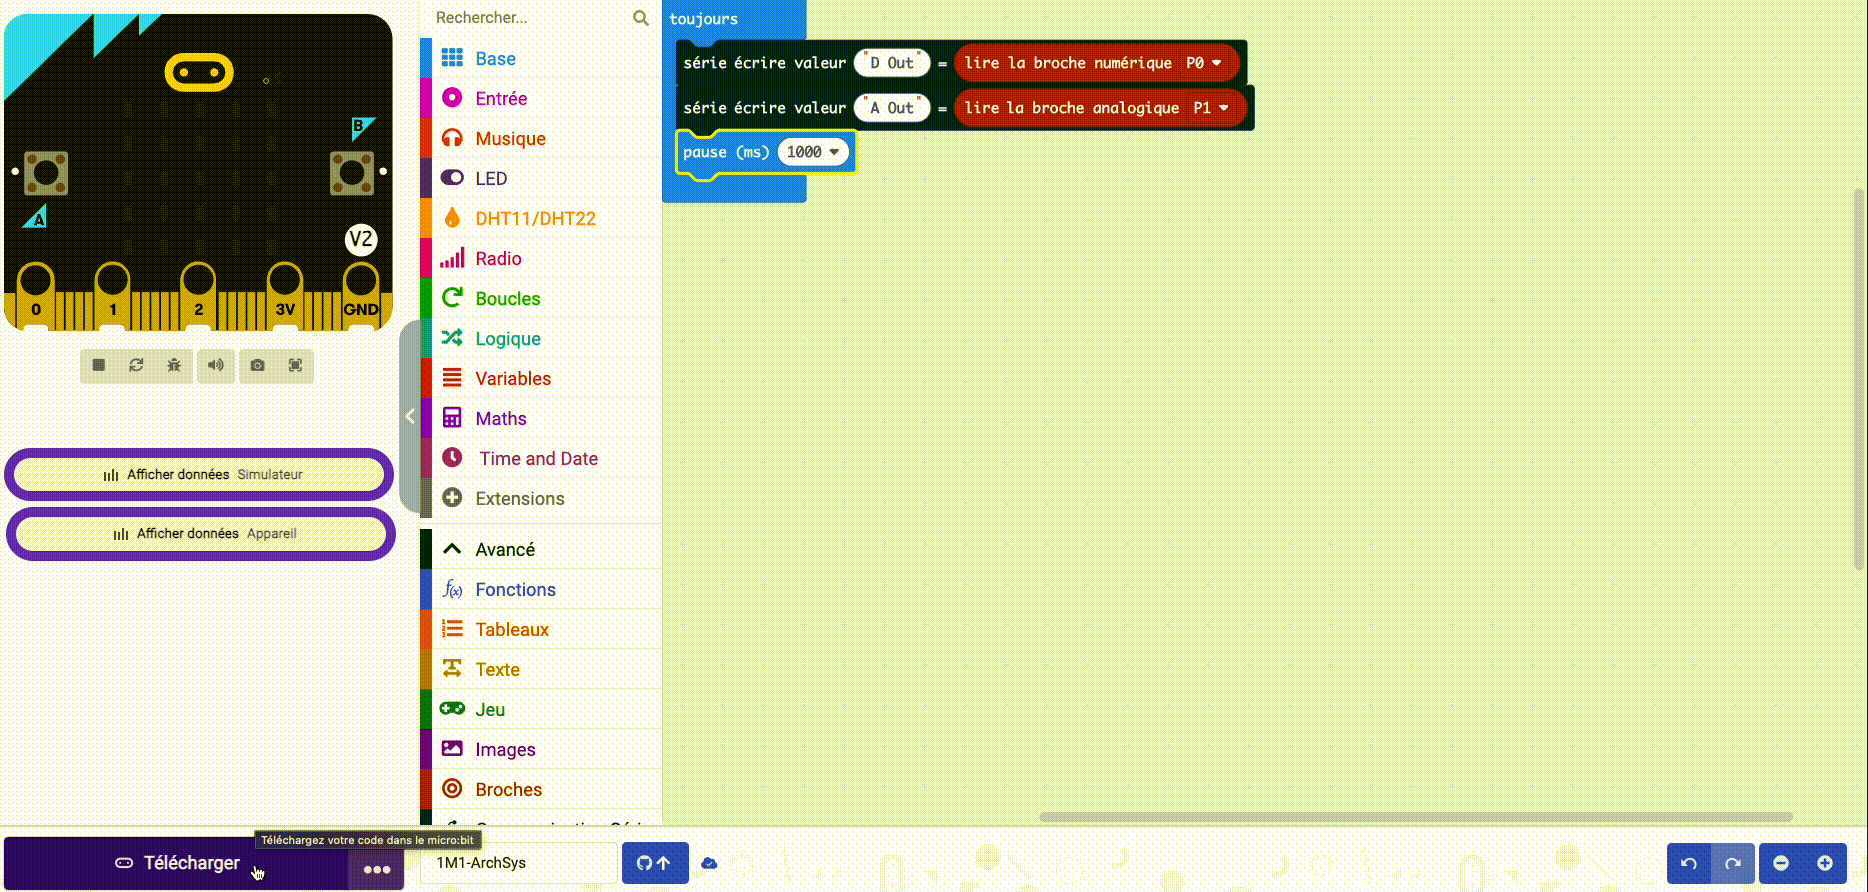 B
A
V2
0 1 2 3V GND
Afficher données Simulateur
Afficher données Appareil
Rechercher...
Base
Entrée
Musique
LED
DHT11/DHT22
Radio
Boucles
Logique
Variables
Maths
Time and Date
Extensions
Avancé
Fonctions
Tableaux
Texte
Jeu
Images
Broches
toujours
série écrire valeur "D Out" = lire la broche numérique P0
série écrire valeur "A Out" = lire la broche analogique P1
pause (ms) 1000
Téléchargez votre code dans le micro:bit
Télécharger
1M1-ArchSys